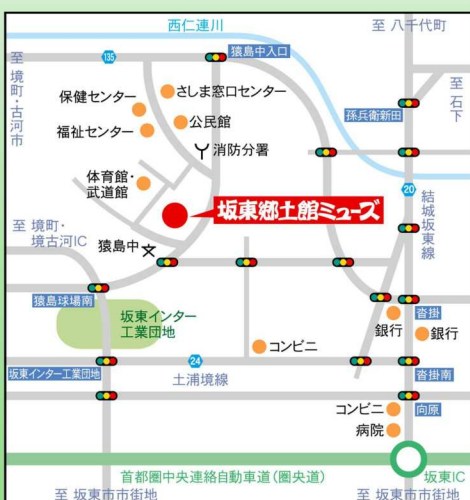 西仁連川
至 八千代町
至 境町・古河市
135
猿島中入口
至 石下
保健センター
さしま窓口センター
公民館
孫兵衛新田
福祉センター
消防分署
体育館・
武道館
20
結城坂東線
坂東郷土館ミューズ
至 境町・
境古河IC
猿島中
猿島球場南
坂東インター
工業団地
沓掛
銀行
銀行
コンビニ
坂東インター工業団地
24
土浦境線
沓掛南
コンビニ
向原
病院
首都圏中央連絡自動車道(圏央道)
坂東IC
至 坂東市市街地
至 坂東市市街地